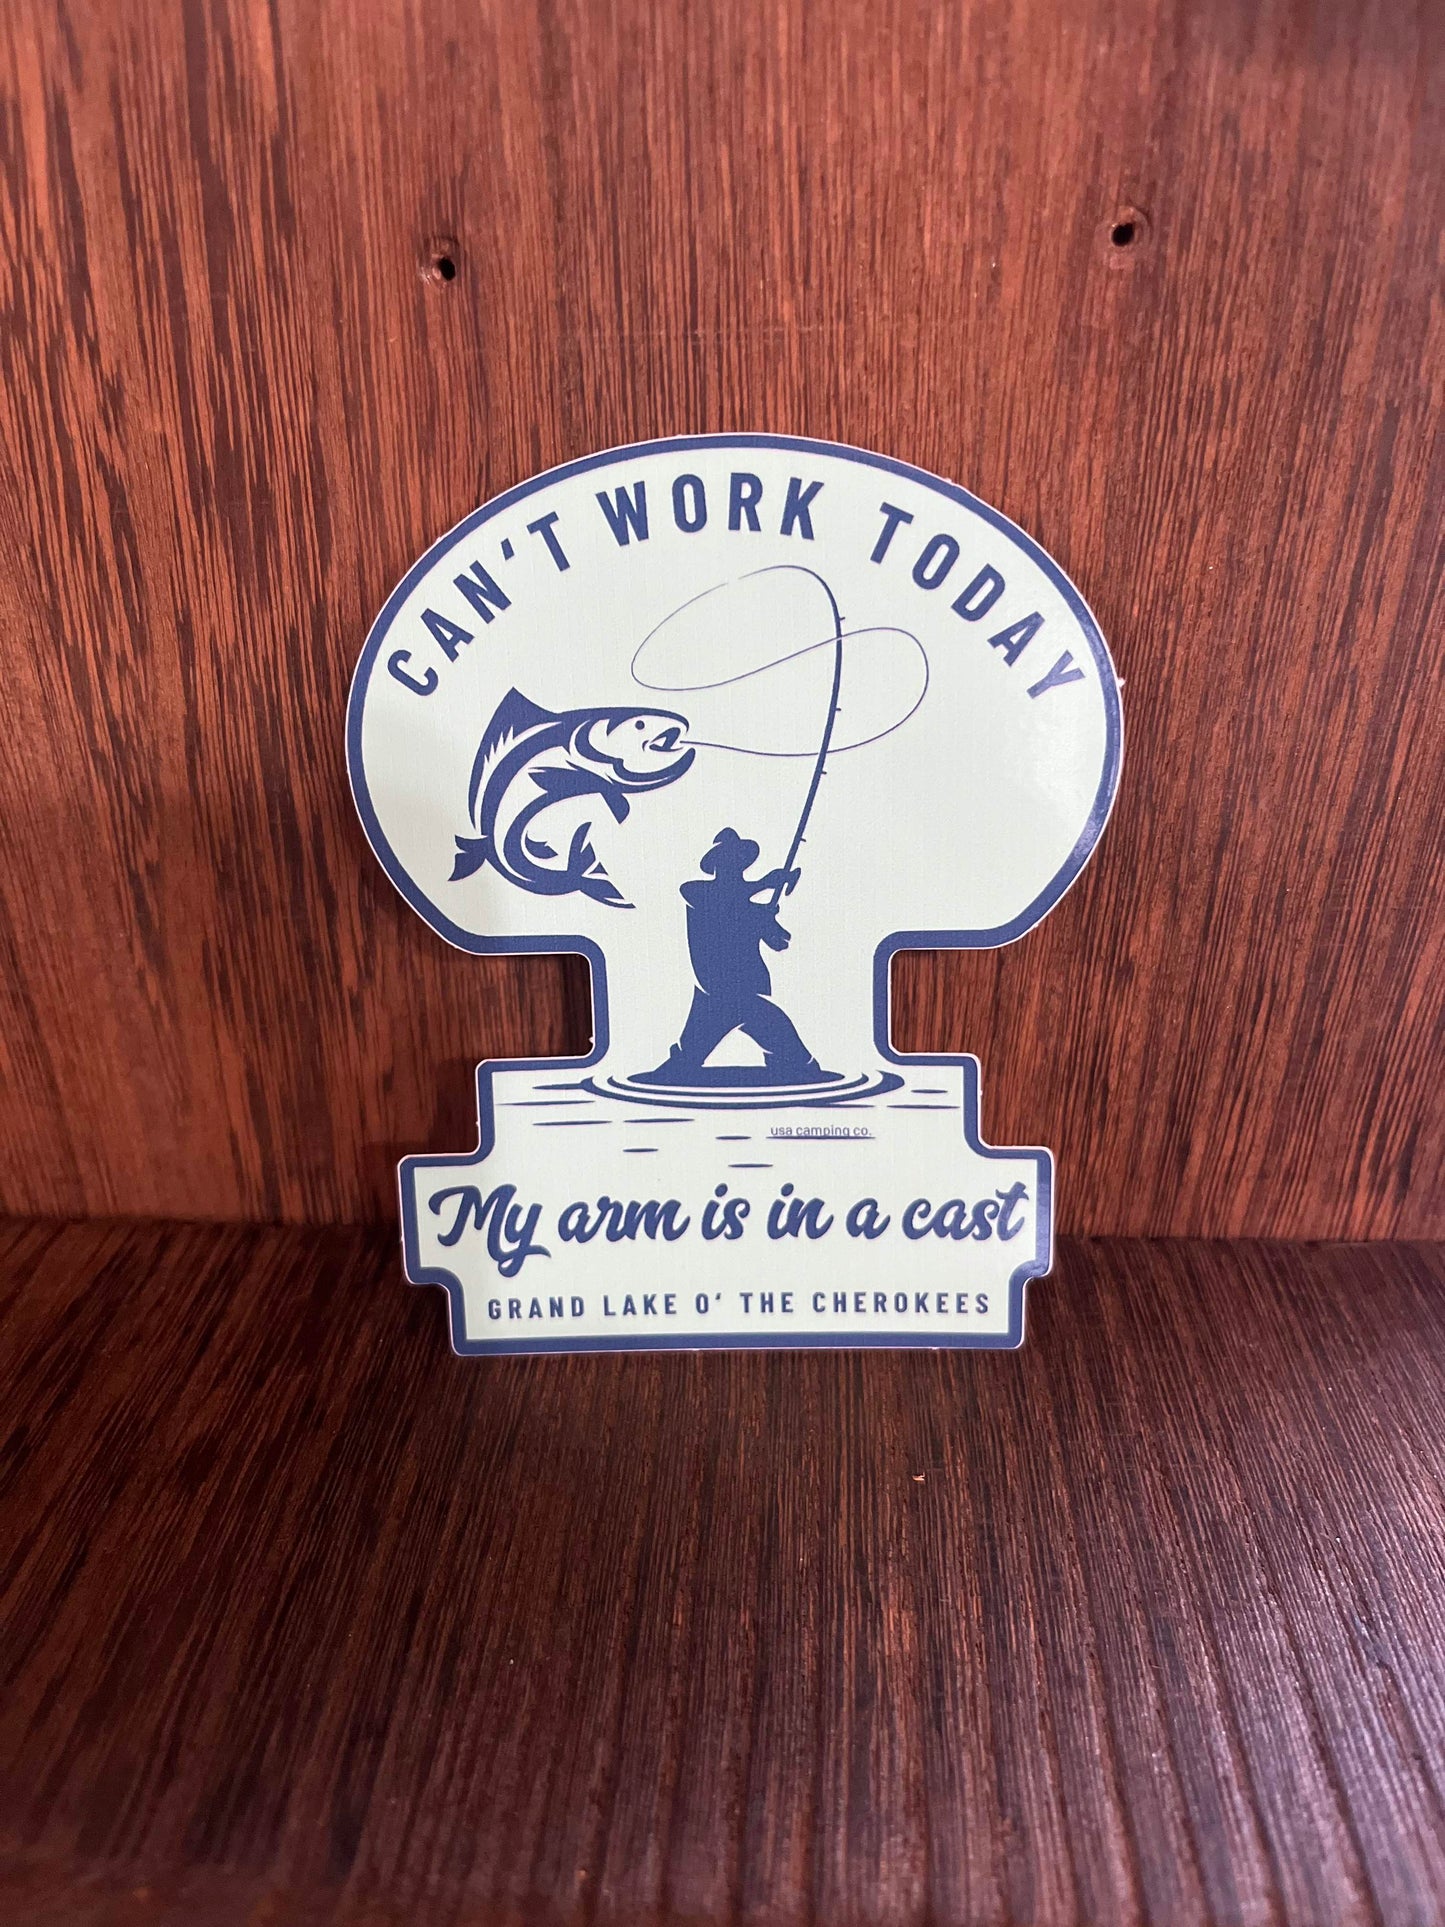 CAN'T WORK TODAY
usa camping co.
My arm is in a cast
GRAND LAKE O' THE CHEROKEES